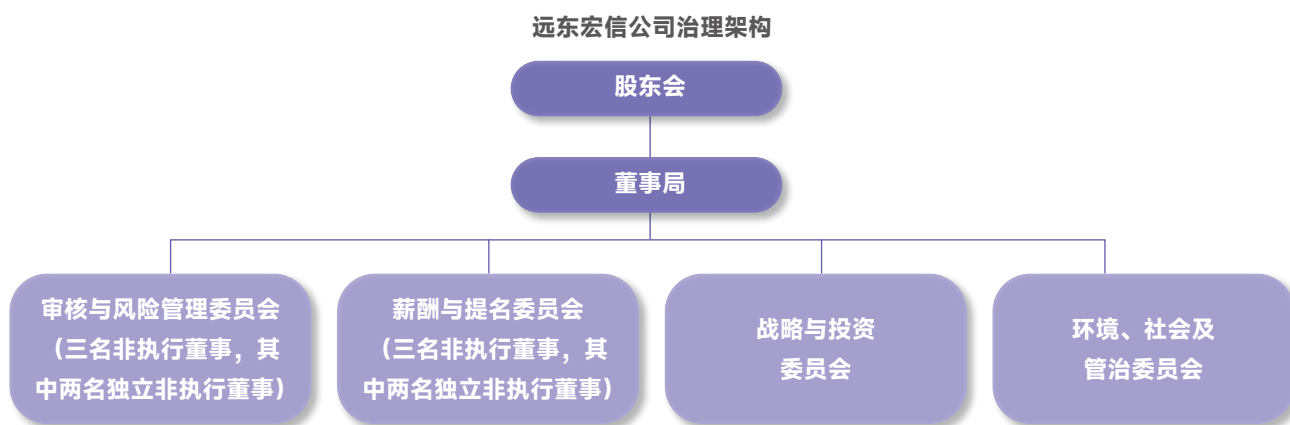 远东宏信公司治理架构
股东会
董事局
审核与风险管理委员会
（三名非执行董事，其
中两名独立非执行董事）
薪酬与提名委员会
（三名非执行董事，其
中两名独立非执行董事）
战略与投资
委员会
环境、社会及
管治委员会